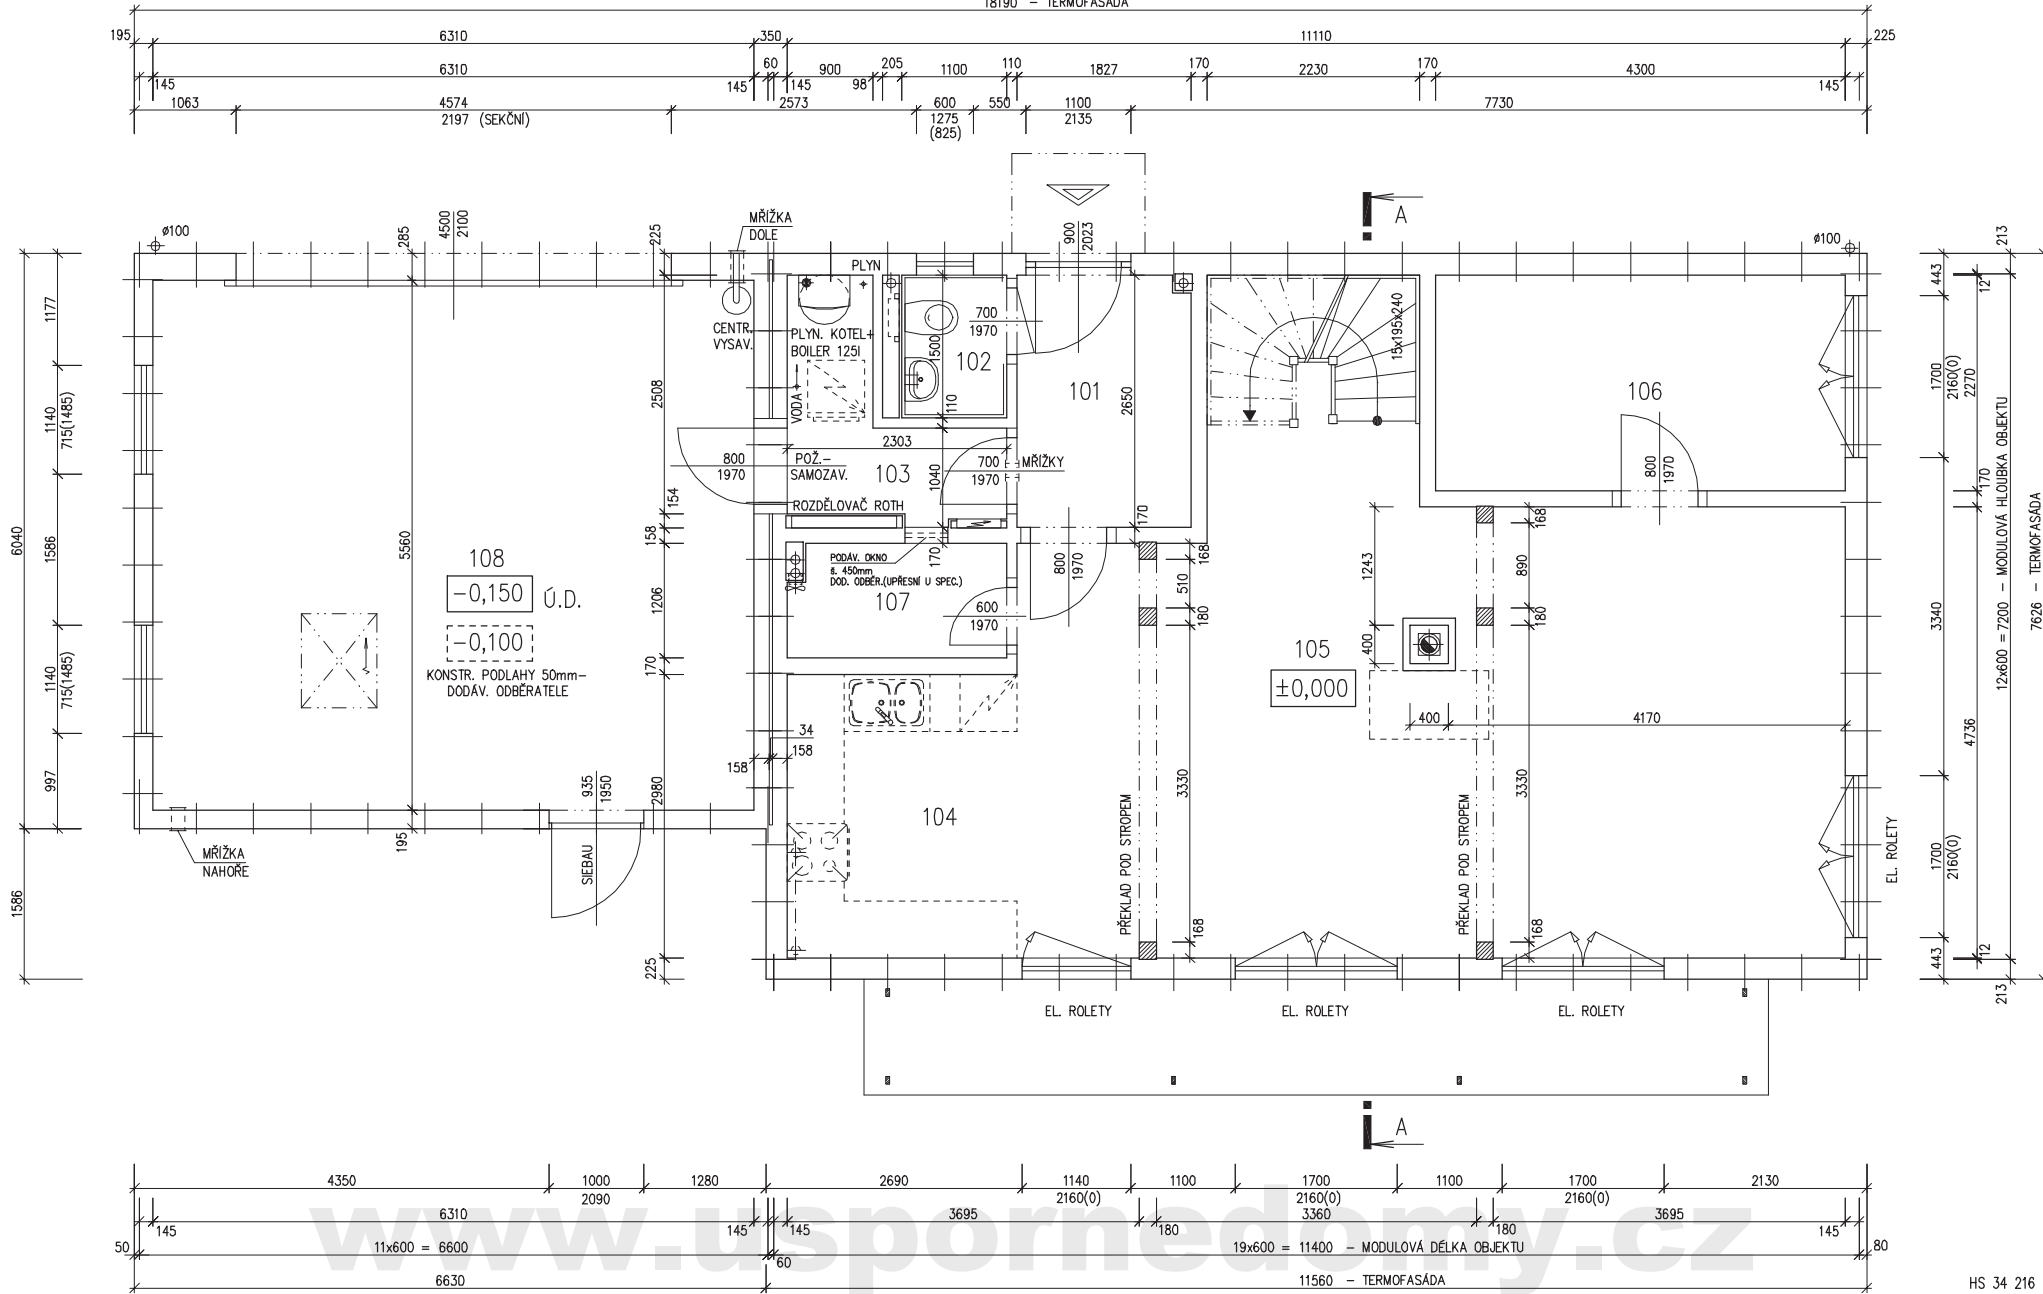 18190 - TERMOFASÁDA
195 6310 350 11110 225
145 6310 145 60 145 900 98 205 1100 110 1827 170 2230 170 4300 145
1063 4574 2573 600 550 1100 7730
2197 (SEKČNÍ) 1275 2135
(825)
A
MŘÍŽKA
DOLE
ø100
4500
2100
285
225
900
2023
ø100
213
PLYN
CENTR.
VYSAV.
PLYN. KOTEL+
BOILER 125l
VODA
1500
102
700
1970
110
101
2650
15x195x240
106
800
1970
443
1700
2160(0)
127
2270
170
1177
1140
715(1485)
1586
1140
715(1485)
997
6040
1586
2508
154
158
1206
170
2980
225
5560
195
800
1970
POŽ.-
SAMOZAV.
2303
103
1040
700
1970
MŘÍŽKY
ROZDĚLOVAČ ROTH
170
170
PODÁV. OKNO
š. 450mm
DOD. ODBĚR.(UPŘESNÍ U SPEC.)
107
600
1970
800
1970
168
510
180
3330
168
1243
400
168
890
180
3330
168
108
-0,150 Ú.D.
-0,100
KONSTR. PODLAHY 50mm-
DODÁV. ODBĚRATELE
105
±0,000
400
4170
34
158
158
104
PŘEKLAD POD STROPEM
PŘEKLAD POD STROPEM
935
1950
SIEBAU
MŘÍŽKA
NAHOŘE
EL. ROLETY
3340
4736
1700
2160(0)
443
12
213
12x600 = 7200 - MODULOVÁ HLOUBKA OBJEKTU
7626 - TERMOFASÁDA
EL. ROLETY EL. ROLETY EL. ROLETY
A
4350 1000 1280 2690 1140 1100 1700 1100 1700 2130
2090 2160(0) 2160(0) 2160(0)
145 6310 145 145 3695 180 3360 180 3695 145
50 11x600 = 6600 60 19x600 = 11400 - MODULOVÁ DÉLKA OBJEKTU 80
6630 11560 - TERMOFASÁDA
www.uspornedomy.cz
HS 34 216